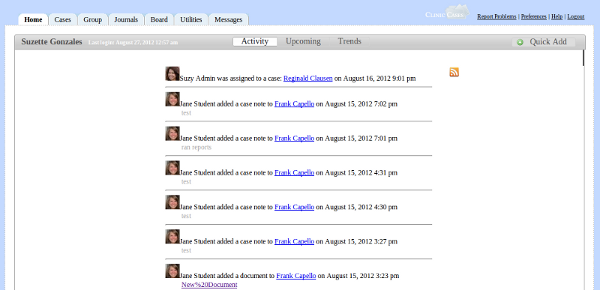 Home Cases Group Journals Board Utilities Messages
Clinic Cases
Report Problems | Preferences | Help | Logout
Suzette Gonzales Last login: August 27, 2012 12:57 am
Activity Upcoming Trends
Quick Add
Suzy Admin was assigned to a case: Reginald Clausen on August 16, 2012 9:01 pm
Jane Student added a case note to Frank Capello on August 15, 2012 7:02 pm
test
Jane Student added a case note to Frank Capello on August 15, 2012 7:01 pm
ran reports
Jane Student added a case note to Frank Capello on August 15, 2012 4:31 pm
test
Jane Student added a case note to Frank Capello on August 15, 2012 4:30 pm
test
Jane Student added a case note to Frank Capello on August 15, 2012 3:27 pm
test
Jane Student added a document to Frank Capello on August 15, 2012 3:23 pm
New%20Document